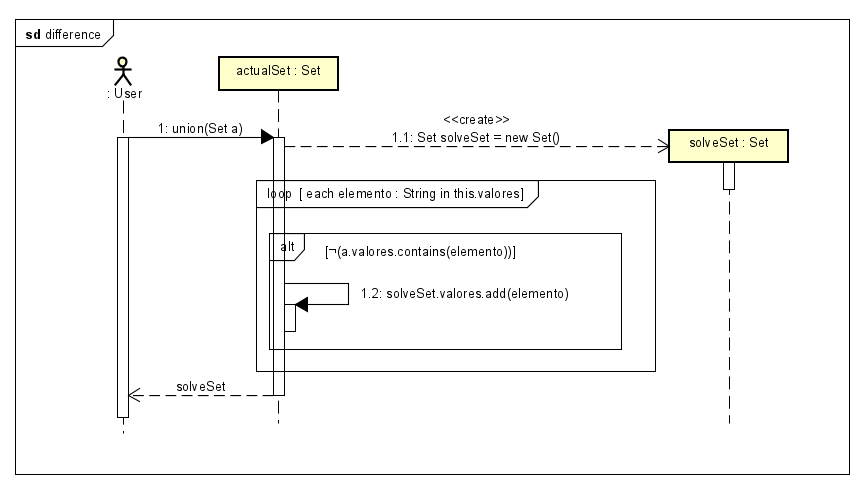 sd difference
: User
actualSet : Set
1: union(Set a)
<<create>>
1.1: Set solveSet = new Set()
solveSet : Set
loop [ each elemento : String in this.valores]
alt
[¬(a.valores.contains(elemento))]
1.2: solveSet.valores.add(elemento)
solveSet